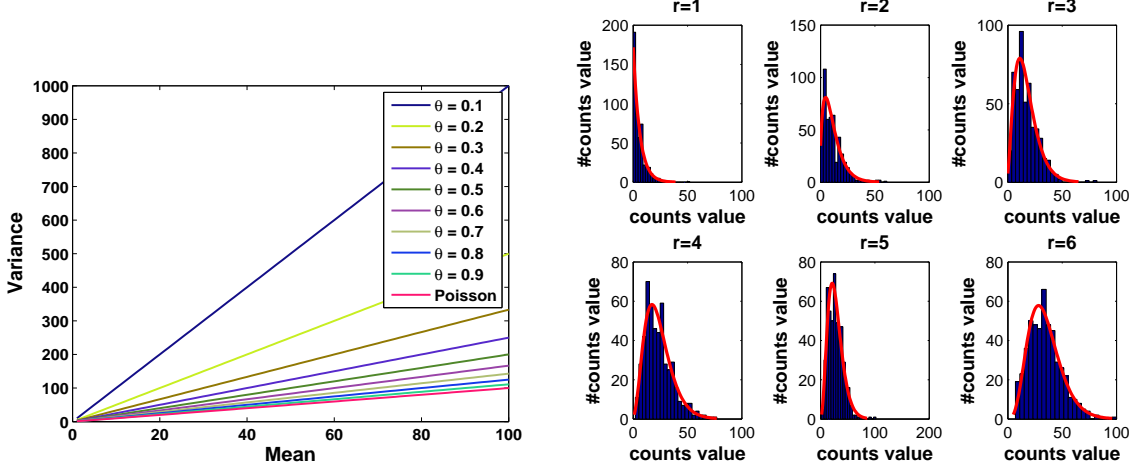 1000
900
800
700
600
500
400
300
200
100
0
0 20 40 60 80 100
Variance
Mean
θ = 0.1
θ = 0.2
θ = 0.3
θ = 0.4
θ = 0.5
θ = 0.6
θ = 0.7
θ = 0.8
θ = 0.9
Poisson
r=1
200
150
100
50
0
0 50 100
#counts value
counts value
r=2
150
100
50
0
0 50 100
#counts value
counts value
r=3
100
50
0
0 50 100
#counts value
counts value
r=4
80
60
40
20
0
0 50 100
#counts value
counts value
r=5
80
60
40
20
0
0 100 200
#counts value
counts value
r=6
80
60
40
20
0
0 50 100
#counts value
counts value